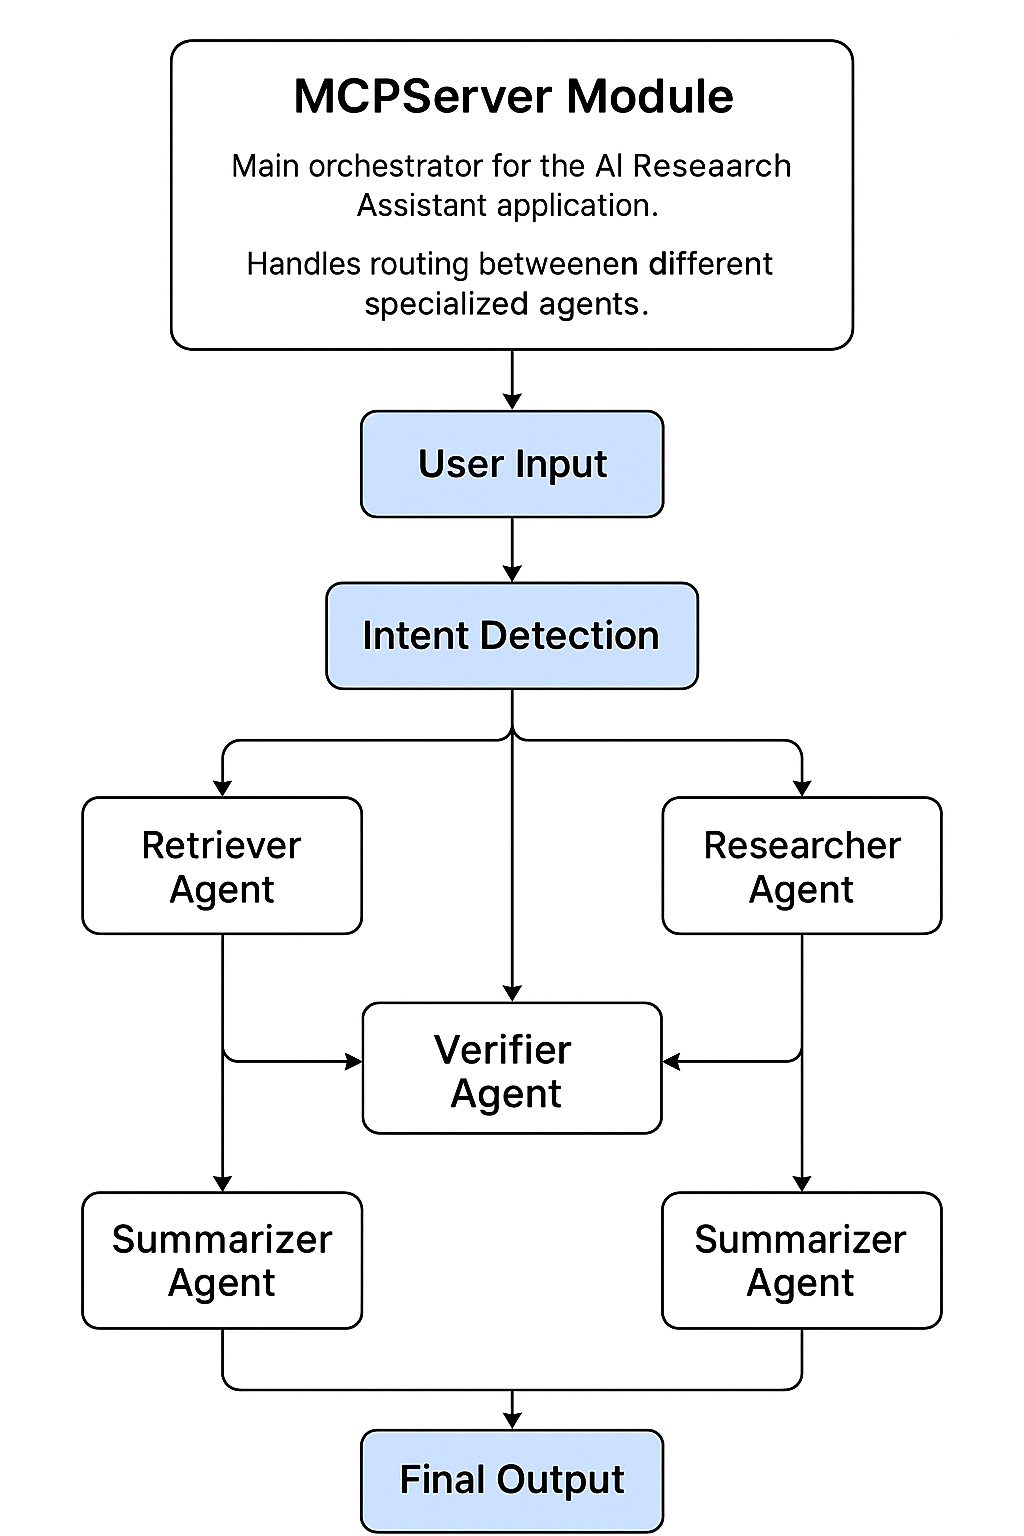 MCPServer Module
Main orchestrator for the AI Reseaarch
Assistant application.
Handles routing betweenen different
specialized agents.
User Input
Intent Detection
Retriever
Agent
Researcher
Agent
Verifier
Agent
Summarizer
Agent
Summarizer
Agent
Final Output